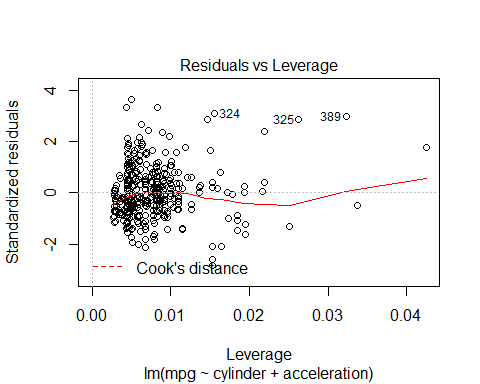 Residuals vs Leverage
Standardized residuals
4
2
0
-2
324
325
389
Cook's distance
0.00 0.01 0.02 0.03 0.04
Leverage
lm(mpg ~ cylinder + acceleration)